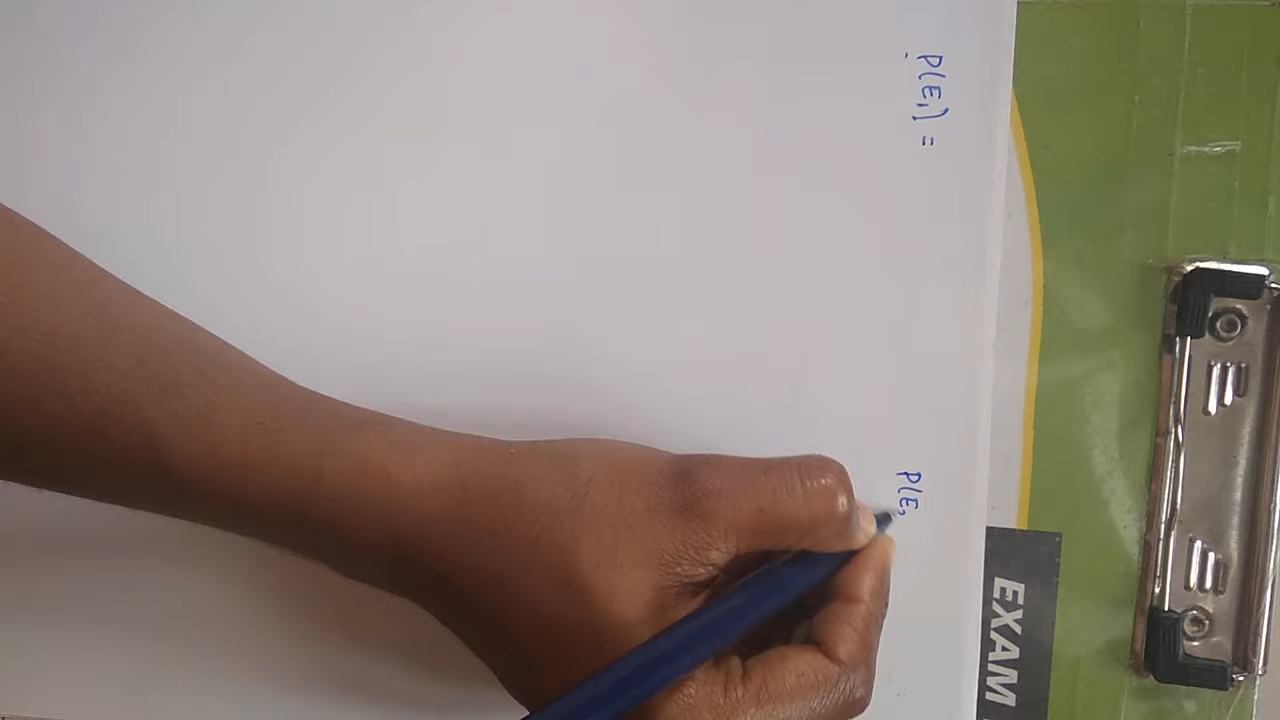 P(E₁) =
P(E,
EXAM